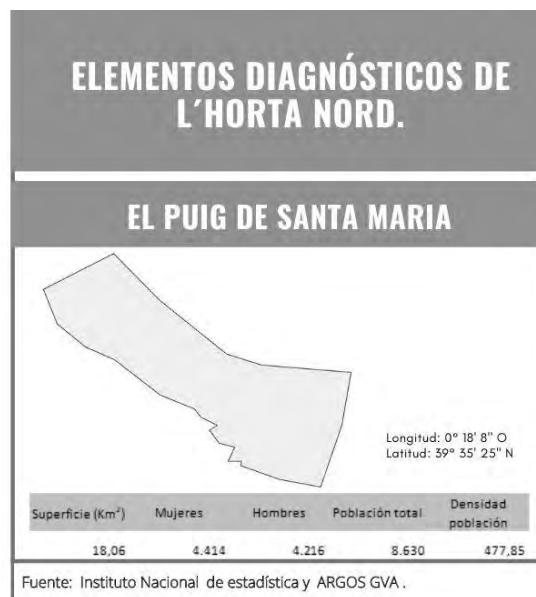 ELEMENTOS DIAGNÓSTICOS DE
L´HORTA NORD.
EL PUIG DE SANTA MARIA
Longitud: 0° 18' 8" O
Latitud: 39° 35' 25" N
Superficie (Km²) Mujeres Hombres Población total Densidad población
18,06 4.414 4.216 8.630 477,85
Fuente: Instituto Nacional de estadística y ARGOS GVA .